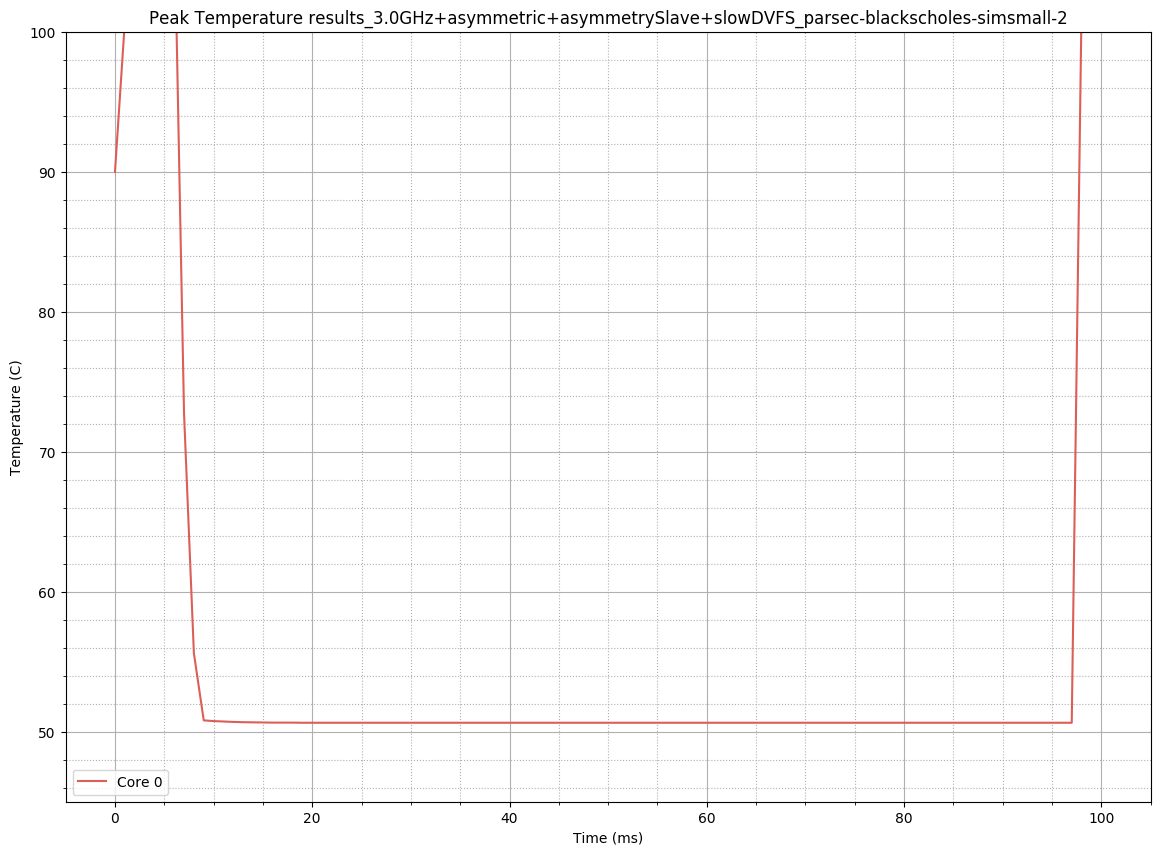 Peak Temperature results_3.0GHz+asymmetric+asymmetrySlave+slowDVFS_parsec-blackscholes-simsmall-2
100
90
80
70
60
50
Temperature (C)
Core 0
0 20 40 60 80 100
Time (ms)